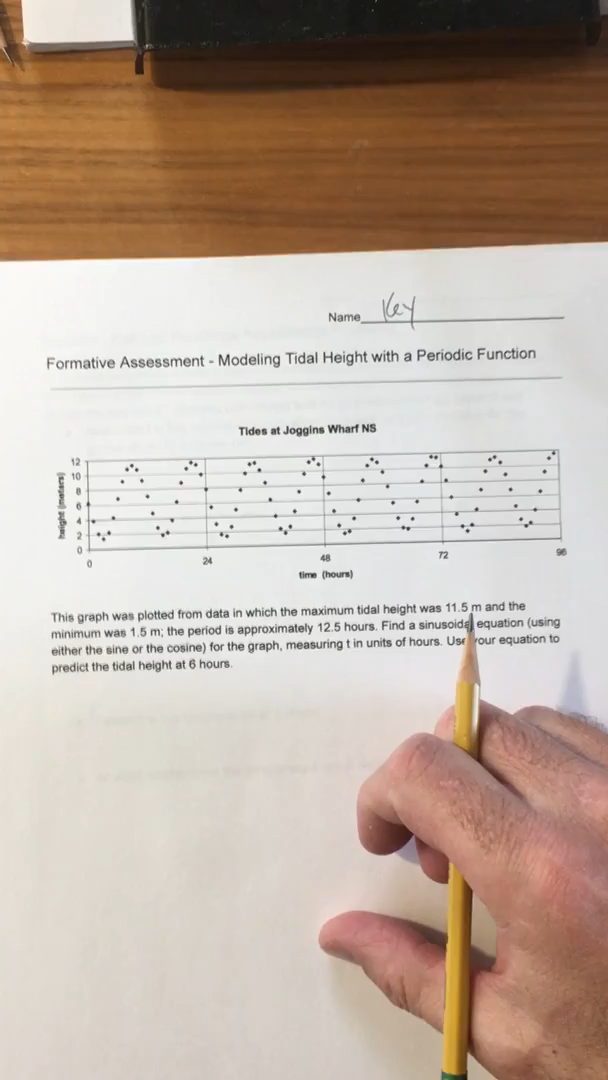 Name Key
Formative Assessment - Modeling Tidal Height with a Periodic Function
Tides at Joggins Wharf NS
height (meters)
12
10
8
6
4
2
0
0
24
48
72
96
time (hours)
This graph was plotted from data in which the maximum tidal height was 11.5 m and the
minimum was 1.5 m; the period is approximately 12.5 hours. Find a sinusoidal equation (using
either the sine or the cosine) for the graph, measuring t in units of hours. Use your equation to
predict the tidal height at 6 hours.